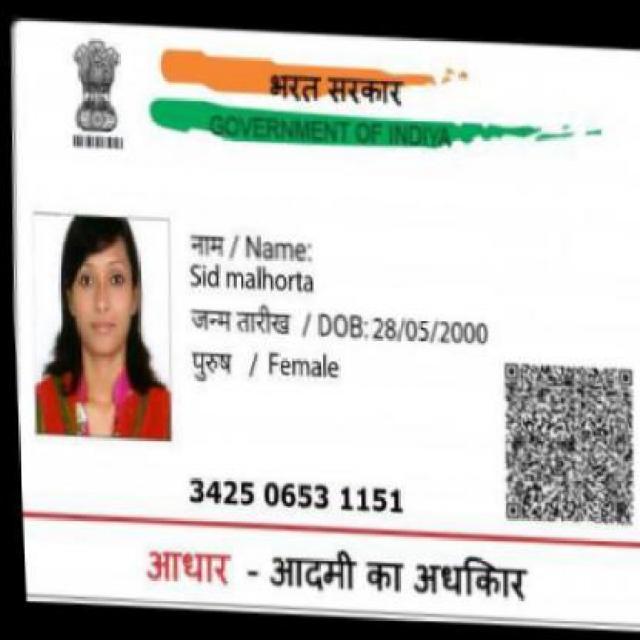 भरत सरकार
GOVERNMENT OF INDIYA
नाम / Name:
Sid malhorta
जन्म तारीख / DOB: 28/05/2000
पुरुष / Female
3425 0653 1151
आधार - आदमी का अधकिार